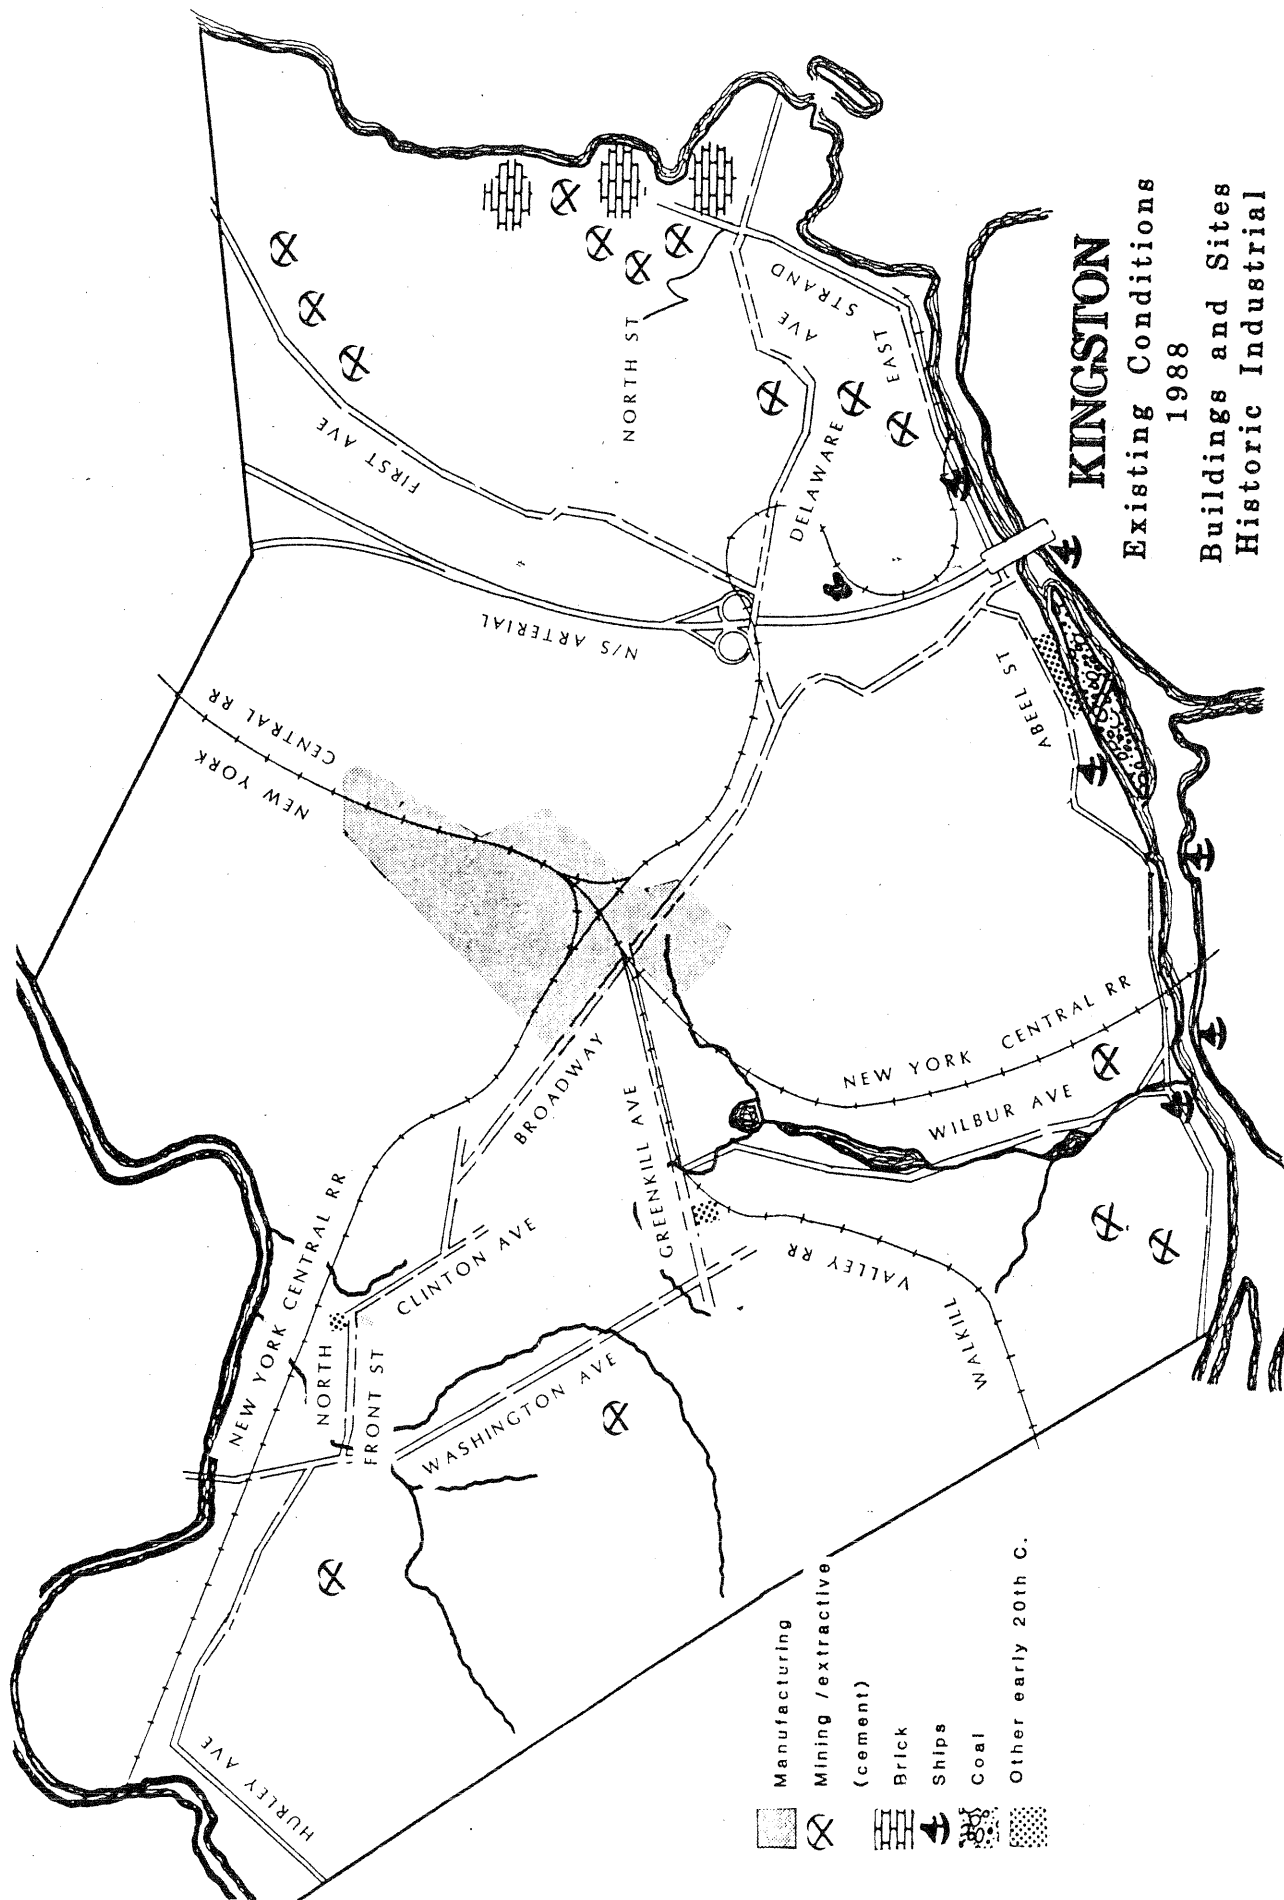 KINGSTON
Existing Conditions
1988
Buildings and Sites
Historic Industrial
Manufacturing
Mining /extractive
(cement)
Brick
Ships
Coal
Other early 20th C.
HURLEY AVE
NEW YORK CENTRAL RR
NORTH
FRONT ST
CLINTON AVE
WASHINGTON AVE
BROADWAY
GREENKILL AVE
WALKILL VALLEY RR
WILBUR AVE
NEW YORK CENTRAL RR
NEW YORK
CENTRAL RR
N/S ARTERIAL
FIRST AVE
NORTH ST
DELAWARE AVE
EAST STRAND
ABEEL ST